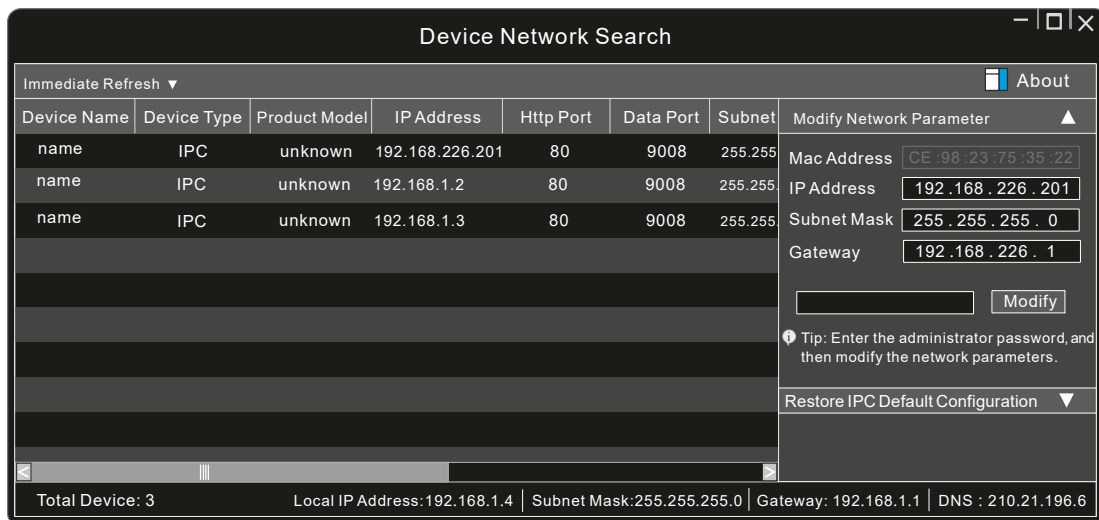 Device Network Search
Immediate Refresh ▼
About
Device Name Device Type Product Model IP Address Http Port Data Port Subnet
name IPC unknown 192.168.226.201 80 9008 255.255
name IPC unknown 192.168.1.2 80 9008 255.255.
name IPC unknown 192.168.1.3 80 9008 255.255.
Modify Network Parameter
Mac Address CE :98 :23 :75 :35 :22
IP Address 192 .168 . 226 . 201
Subnet Mask 255 . 255 . 255 . 0
Gateway 192 .168 . 226 . 1
Modify
Tip: Enter the administrator password, and
then modify the network parameters.
Restore IPC Default Configuration
Total Device: 3 Local IP Address:192.168.1.4 Subnet Mask:255.255.255.0 Gateway: 192.168.1.1 DNS : 210.21.196.6